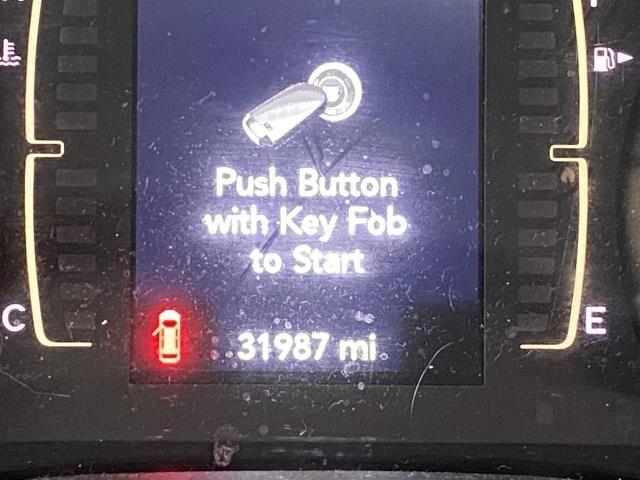 Push Button
with Key Fob
to Start
C
E
31987 mi